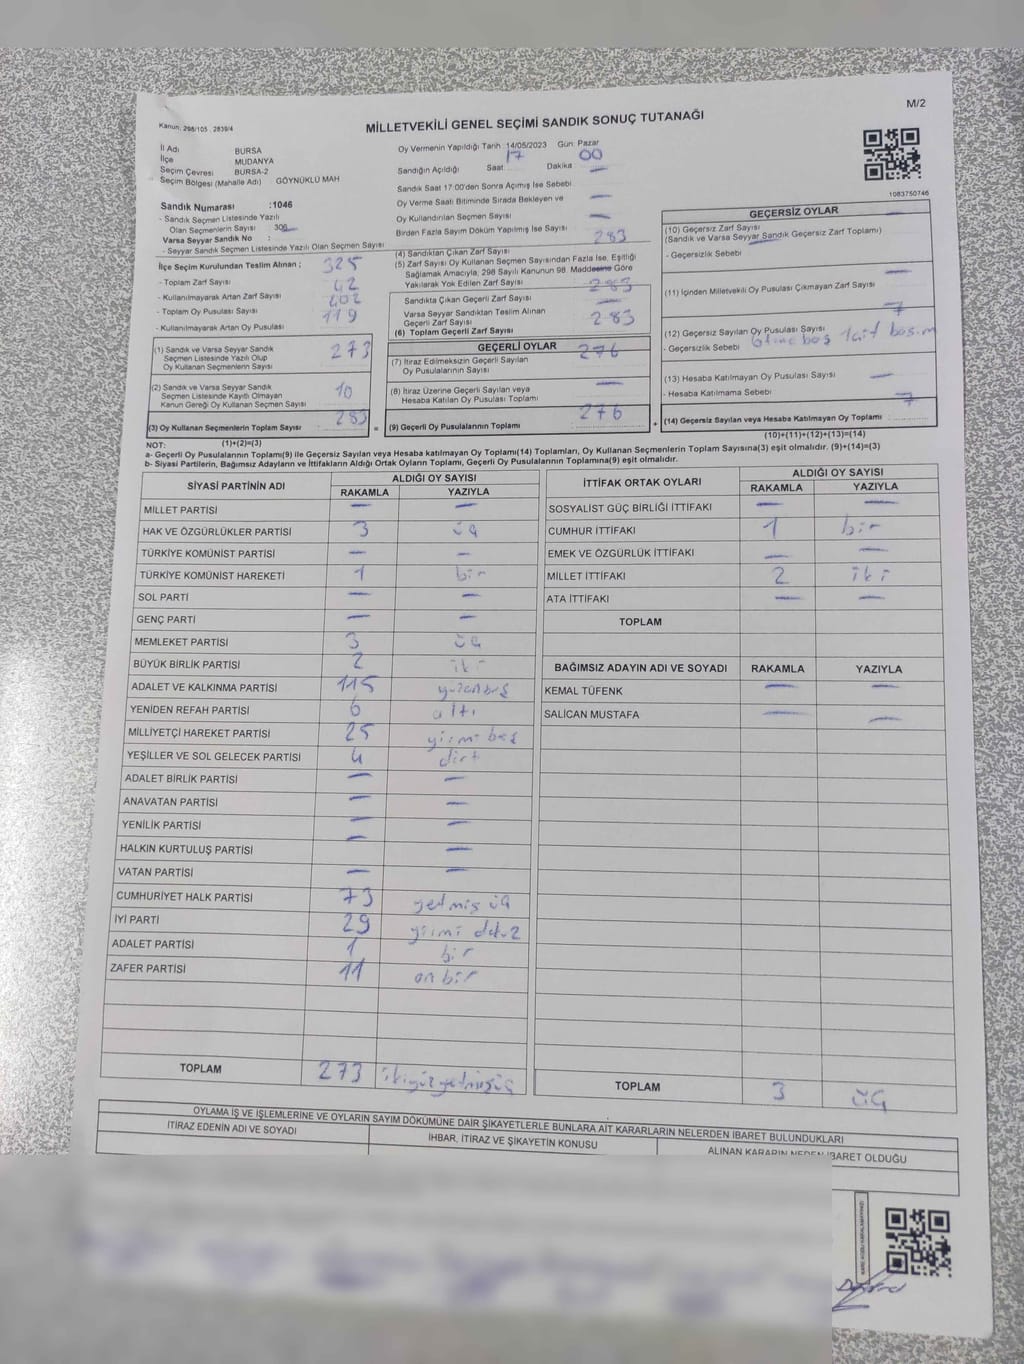 M/2
Kanun, 298/105 , 2839/4
MİLLETVEKİLİ GENEL SEÇİMİ SANDIK SONUÇ TUTANAĞI
İl Adı BURSA
İlçe MUDANYA
Seçim Çevresi BURSA-2
Seçim Bölgesi (Mahalle Adı) GÖYNÜKLÜ MAH
Sandık Numarası :1046
- Sandık Seçmen Listesinde Yazılı
Olan Seçmenlerin Sayısı 306
Varsa Seyyar Sandık No :
- Seyyar Sandık Seçmen Listesinde Yazılı Olan Seçmen Sayısı
Oy Vermenin Yapıldığı Tarih : 14/05/2023 Gün: Pazar
Sandığın Açıldığı Saat 17 Dakika 00
Sandık Saat 17:00'den Sonra Açımış İse Sebebi —
Oy Verme Saati Bitiminde Sırada Bekleyen ve
Oy Kullandırılan Seçmen Sayısı —
Birden Fazla Sayım Döküm Yapılmış İse Sayısı —
1083750746
İlçe Seçim Kurulundan Teslim Alınan ;
- Toplam Zarf Sayısı 325
- Kullanılmayarak Artan Zarf Sayısı 42
- Toplam Oy Pusulası Sayısı 402
- Kullanılmayarak Artan Oy Pusulası 119
(1) Sandık ve Varsa Seyyar Sandık
Seçmen Listesinde Yazılı Olup
Oy Kullanan Seçmenlerin Sayısı 273
(2) Sandık ve Varsa Seyyar Sandık
Seçmen Listesinde Kayıtlı Olmayan
Kanun Gereği Oy Kullanan Seçmen Sayısı 10
(3) Oy Kullanan Seçmenlerin Toplam Sayısı 283
(1)+(2)=(3)
(4) Sandıktan Çıkan Zarf Sayısı 283
(5) Zarf Sayısı Oy Kullanan Seçmen Sayısından Fazla İse, Eşitliği
Sağlamak Amacıyla, 298 Sayılı Kanunun 98. Maddesine Göre
Yakılarak Yok Edilen Zarf Sayısı —
Sandıkta Çıkan Geçerli Zarf Sayısı 283
Varsa Seyyar Sandıktan Teslim Alınan
Geçerli Zarf Sayısı —
(6) Toplam Geçerli Zarf Sayısı 283
GEÇERLİ OYLAR
(7) İtiraz Edilmeksizin Geçerli Sayılan
Oy Pusulalarının Sayısı 276
(8) İtiraz Üzerine Geçerli Sayılan veya
Hesaba Katılan Oy Pusulası Toplamı —
(9) Geçerli Oy Pusulalarının Toplamı 276
GEÇERSİZ OYLAR
(10) Geçersiz Zarf Sayısı —
(Sandık ve Varsa Seyyar Sandık Geçersiz Zarf Toplamı)
- Geçersizlik Sebebi —
(11) İçinden Milletvekili Oy Pusulası Çıkmayan Zarf Sayısı —
(12) Geçersiz Sayılan Oy Pusulası Sayısı 7
- Geçersizlik Sebebi boş
(13) Hesaba Katılmayan Oy Pusulası Sayısı —
- Hesaba Katılmama Sebebi —
(14) Geçersiz Sayılan veya Hesaba Katılmayan Oy Toplamı 7
(10)+(11)+(12)+(13)=(14)
NOT:
a- Geçerli Oy Pusulalarının Toplamı(9) ile Geçersiz Sayılan veya Hesaba katılmayan Oy Toplamı(14) Toplamları, Oy Kullanan Seçmenlerin Toplam Sayısına(3) eşit olmalıdır. (9)+(14)=(3)
b- Siyasi Partilerin, Bağımsız Adayların ve İttifakların Aldığı Ortak Oyların Toplamı, Geçerli Oy Pusulalarının Toplamına(9) eşit olmalıdır.
SİYASİ PARTİNİN ADI ALDIĞI OY SAYISI
RAKAMLA YAZIYLA
MİLLET PARTİSİ — —
HAK VE ÖZGÜRLÜKLER PARTİSİ 3 üç
TÜRKİYE KOMÜNİST PARTİSİ — —
TÜRKİYE KOMÜNİST HAREKETİ 1 bir
SOL PARTİ — —
GENÇ PARTİ — —
MEMLEKET PARTİSİ 3 üç
BÜYÜK BİRLİK PARTİSİ 2 iki
ADALET VE KALKINMA PARTİSİ 115
YENİDEN REFAH PARTİSİ 6 altı
MİLLİYETÇİ HAREKET PARTİSİ 25 yirmi beş
YEŞİLLER VE SOL GELECEK PARTİSİ 4 dört
ADALET BİRLİK PARTİSİ — —
ANAVATAN PARTİSİ — —
YENİLİK PARTİSİ — —
HALKIN KURTULUŞ PARTİSİ — —
VATAN PARTİSİ — —
CUMHURİYET HALK PARTİSİ 73 yetmiş üç
İYİ PARTİ 29 yirmi dokuz
ADALET PARTİSİ 1 bir
ZAFER PARTİSİ 11 on bir
TOPLAM 273 ikiyüzyetmişüç
İTTİFAK ORTAK OYLARI ALDIĞI OY SAYISI
RAKAMLA YAZIYLA
SOSYALİST GÜÇ BİRLİĞİ İTTİFAKI — —
CUMHUR İTTİFAKI 1 bir
EMEK VE ÖZGÜRLÜK İTTİFAKI — —
MİLLET İTTİFAKI 2 iki
ATA İTTİFAKI — —
TOPLAM
BAĞIMSIZ ADAYIN ADI VE SOYADI RAKAMLA YAZIYLA
KEMAL TÜFENK — —
SALİCAN MUSTAFA — —
TOPLAM 3 üç
OYLAMA İŞ VE İŞLEMLERİNE VE OYLARIN SAYIM DÖKÜMÜNE DAİR ŞİKAYETLERLE BUNLARA AİT KARARLARIN NELERDEN İBARET BULUNDUKLARI
İTİRAZ EDENİN ADI VE SOYADI İHBAR, İTİRAZ VE ŞİKAYETİN KONUSU ALINAN KARARIN NEDEN İBARET OLDUĞU